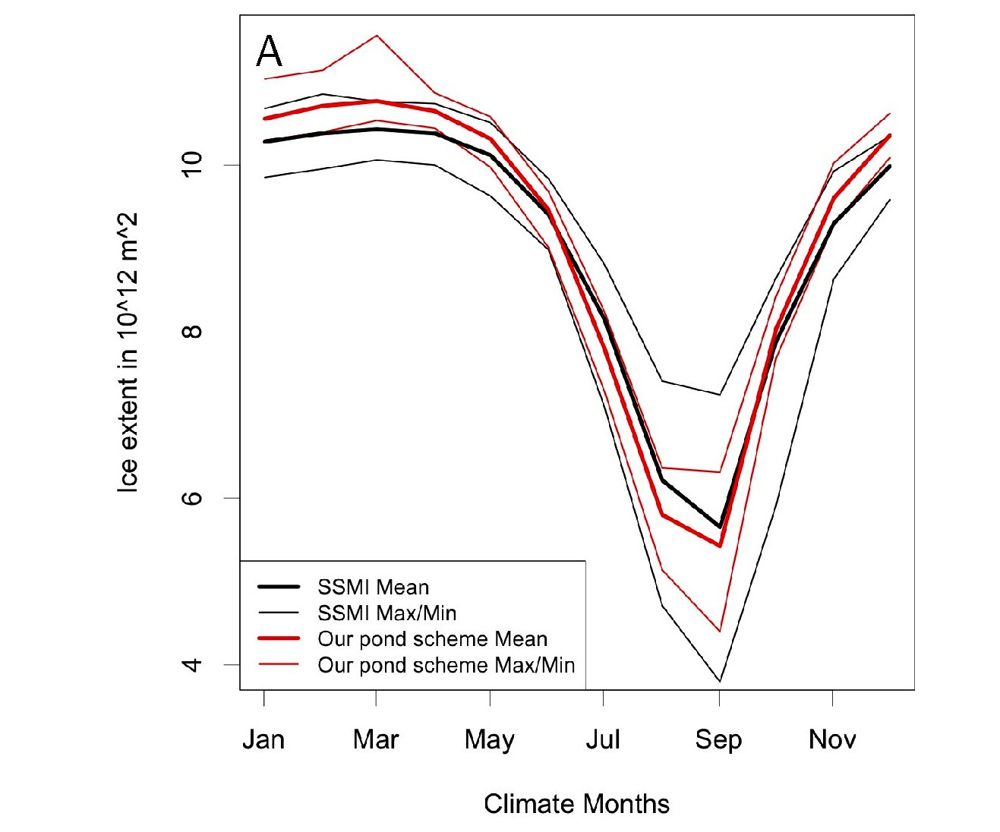 A
Ice extent in 10^12 m^2
10
8
6
4
SSMI Mean
SSMI Max/Min
Our pond scheme Mean
Our pond scheme Max/Min
Jan Mar May Jul Sep Nov
Climate Months